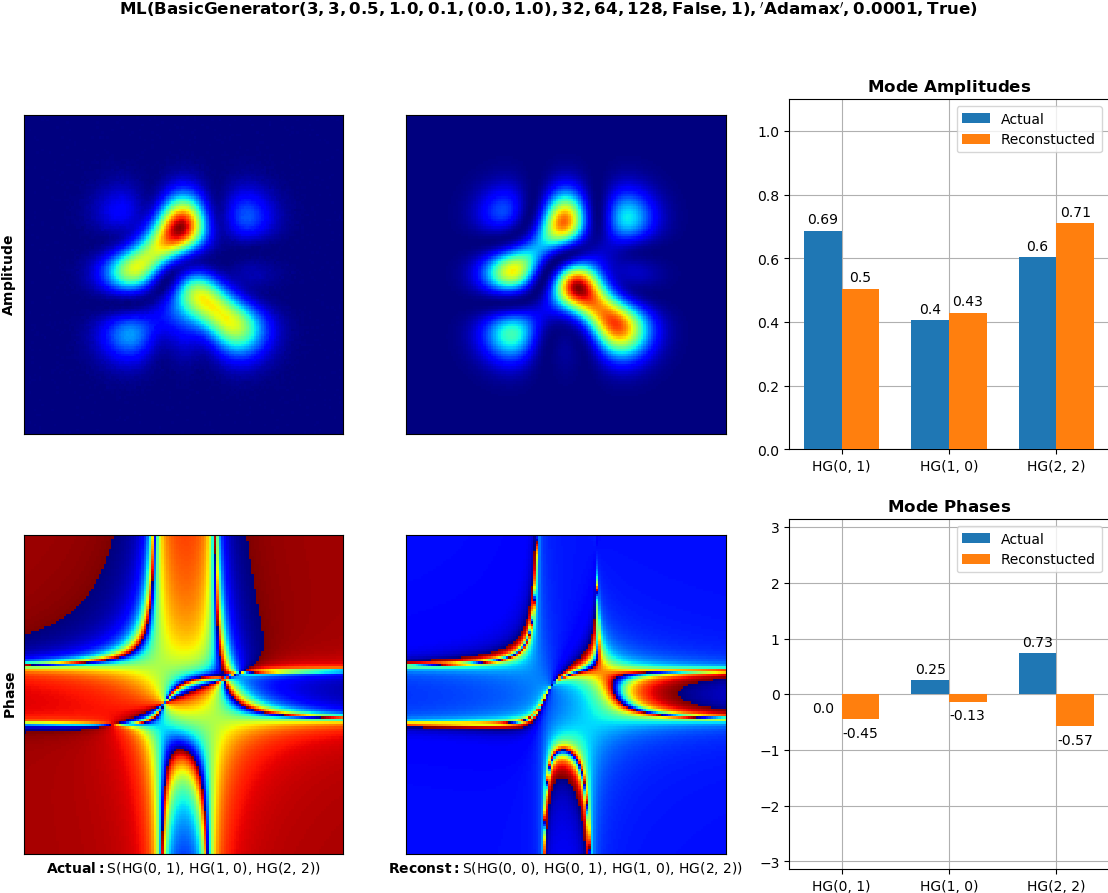 ML(BasicGenerator(3, 3, 0.5, 1.0, 0.1, (0.0, 1.0), 32, 64, 128, False, 1), ′Adamax′, 0.0001, True)
Amplitude
Mode Amplitudes
Actual
Reconstucted
1.0
0.8
0.6
0.4
0.2
0.0
0.69
0.5
0.4
0.43
0.6
0.71
HG(0, 1)
HG(1, 0)
HG(2, 2)
Phase
Actual: S(HG(0, 1), HG(1, 0), HG(2, 2))
Reconst: S(HG(0, 0), HG(0, 1), HG(1, 0), HG(2, 2))
Mode Phases
Actual
Reconstucted
3
2
1
0
−1
−2
−3
0.0
-0.45
0.25
-0.13
0.73
-0.57
HG(0, 1)
HG(1, 0)
HG(2, 2)